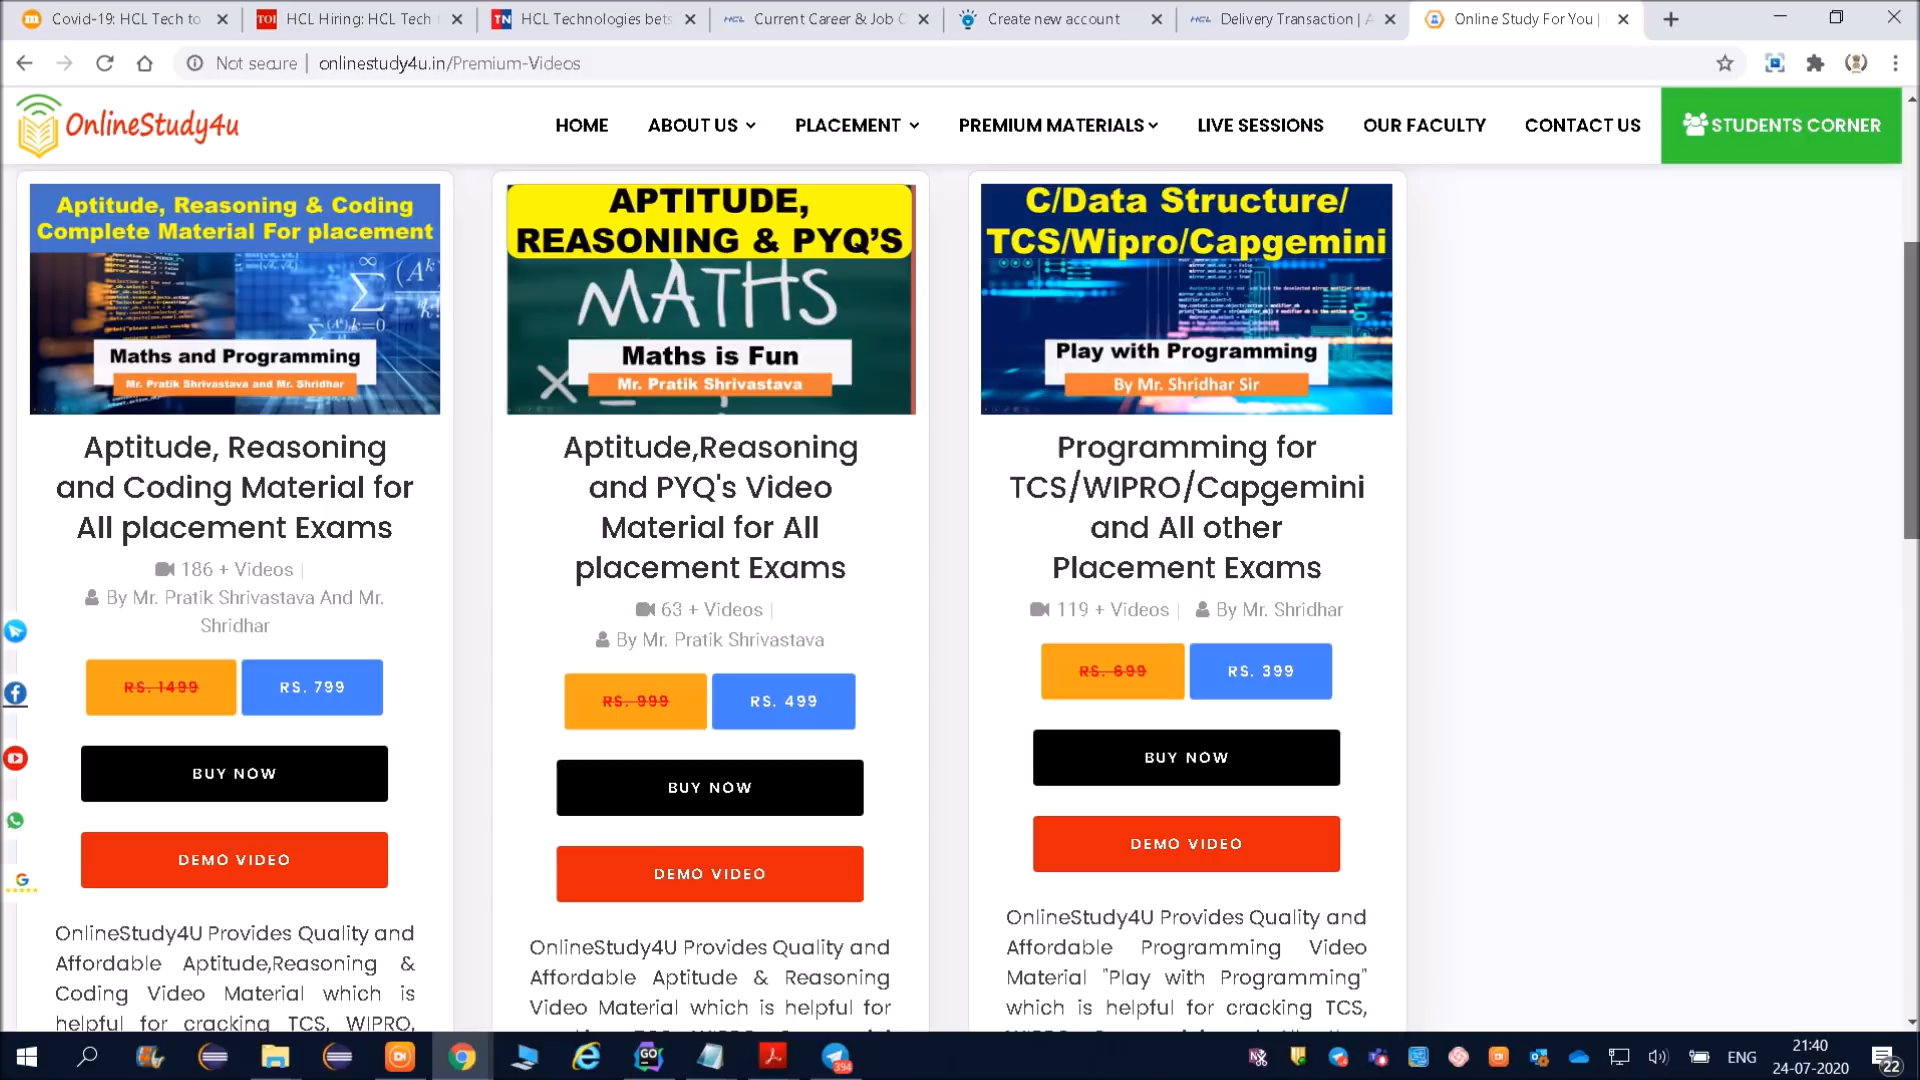 Covid-19: HCL Tech to
TOI HCL Hiring: HCL Tech
TN HCL Technologies bets
HCL Current Career & Job C
Create new account
HCL Delivery Transaction | A
Online Study For You |
Not secure | onlinestudy4u.in/Premium-Videos
OnlineStudy4u
HOME
ABOUT US
PLACEMENT
PREMIUM MATERIALS
LIVE SESSIONS
OUR FACULTY
CONTACT US
STUDENTS CORNER
Aptitude, Reasoning & Coding
Complete Material For placement
Maths and Programming
Mr. Pratik Shrivastava and Mr. Shridhar
Aptitude, Reasoning
and Coding Material for
All placement Exams
186 + Videos |
By Mr. Pratik Shrivastava And Mr.
Shridhar
RS. 1499 RS. 799
BUY NOW
DEMO VIDEO
OnlineStudy4U Provides Quality and
Affordable Aptitude,Reasoning &
Coding Video Material which is
helpful for cracking TCS, WIPRO,
APTITUDE,
REASONING & PYQ'S
MATHS
Maths is Fun
Mr. Pratik Shrivastava
Aptitude,Reasoning
and PYQ's Video
Material for All
placement Exams
63 + Videos |
By Mr. Pratik Shrivastava
RS. 999 RS. 499
BUY NOW
DEMO VIDEO
OnlineStudy4U Provides Quality and
Affordable Aptitude & Reasoning
Video Material which is helpful for
C/Data Structure/
TCS/Wipro/Capgemini
Play with Programming
By Mr. Shridhar Sir
Programming for
TCS/WIPRO/Capgemini
and All other
Placement Exams
119 + Videos | By Mr. Shridhar
RS. 699 RS. 399
BUY NOW
DEMO VIDEO
OnlineStudy4U Provides Quality and
Affordable Programming Video
Material "Play with Programming"
which is helpful for cracking TCS,
394
ENG
21:40
24-07-2020
22